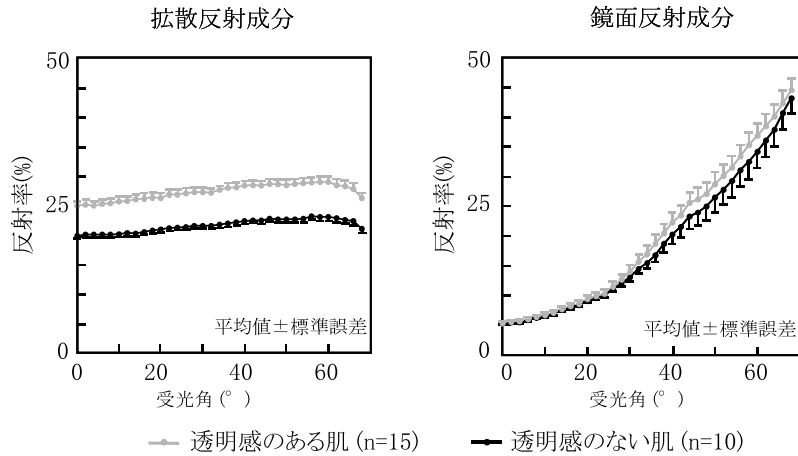 拡散反射成分
50
25
0
反射率(%)
平均値±標準誤差
0 20 40 60
受光角(°)
鏡面反射成分
50
25
0
反射率(%)
平均値±標準誤差
0 20 40 60
受光角(°)
透明感のある肌(n=15) 透明感のない肌(n=10)